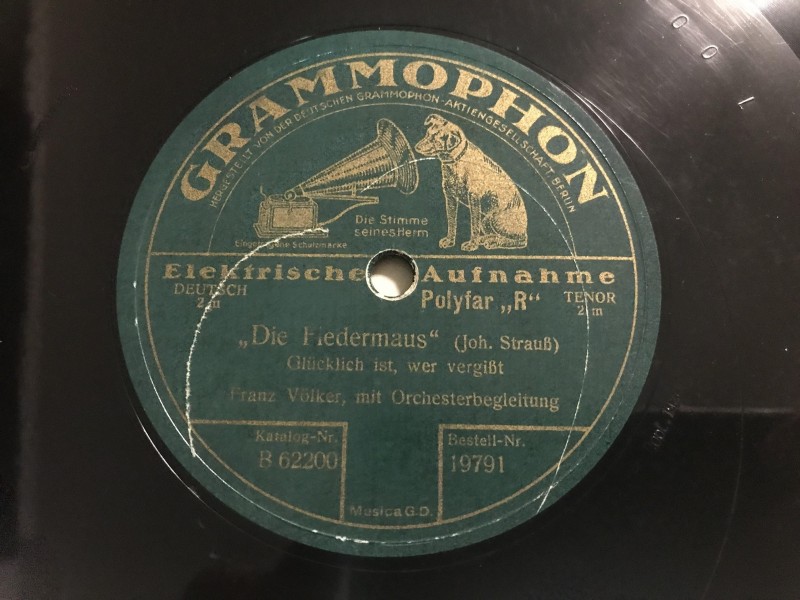 GRAMMOPHON
HERGESTELLT VON DER DEUTSCHEN GRAMMOPHON-AKTIENGESELLSCHAFT. BERLIN
Die Stimme
seines Herrn
Eingetragene Schutzmarke
Elektrische Aufnahme
DEUTSCH
2 m
Polyfar „R“
TENOR
2 m
„Die Fledermaus“ (Joh. Strauß)
Glücklich ist, wer vergißt
Franz Völker, mit Orchesterbegleitung
Katalog-Nr.
B 62200
Bestell-Nr.
19791
Musica G.D.